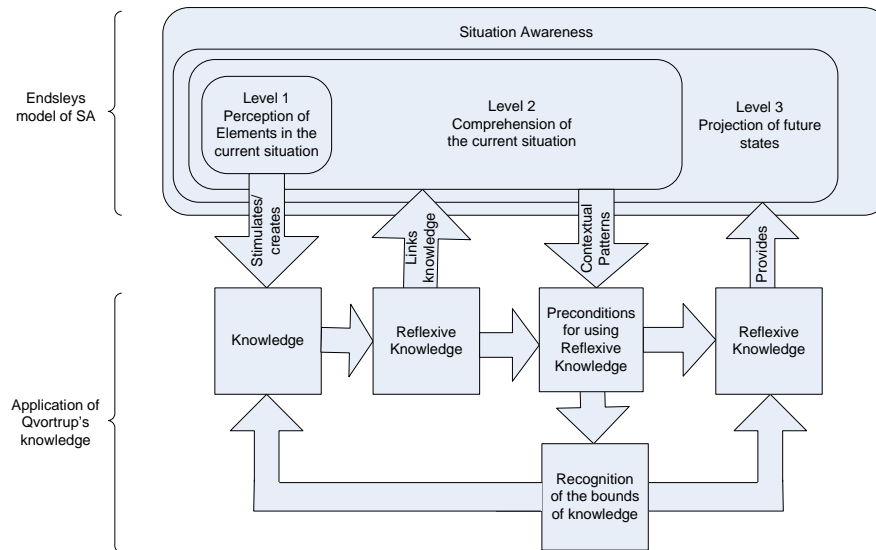 Situation Awareness
Endsleys
model of SA
Level 1
Perception of
Elements in the
current situation
Level 2
Comprehension of
the current situation
Level 3
Projection of future
states
Stimulates/
creates
Links
knowledge
Contextual
Patterns
Provides
Knowledge
Reflexive
Knowledge
Preconditions
for using
Reflexive
Knowledge
Reflexive
Knowledge
Application of
Qvortrup's
knowledge
Recognition
of the bounds
of knowledge